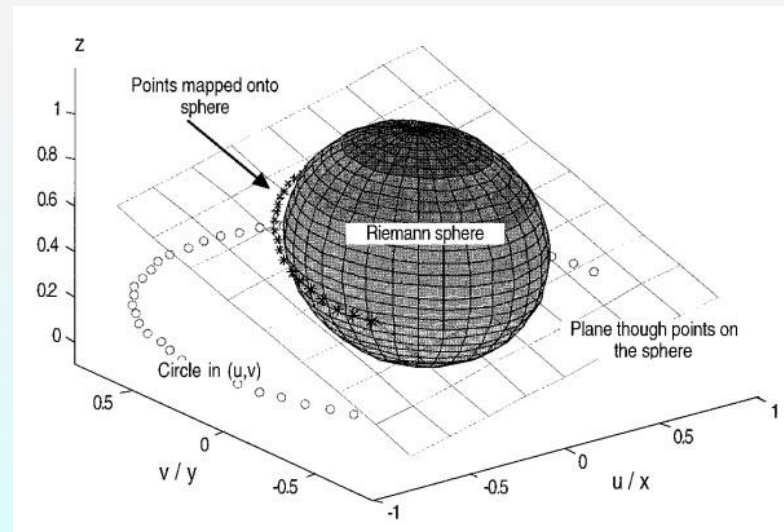 z
Points mapped onto
sphere
1
0.8
0.6
0.4
0.2
0
Riemann sphere
Plane though points on
the sphere
Circle in (u,v)
0.5
0
-0.5
-1
-0.5
0
0.5
1
v / y
u / x